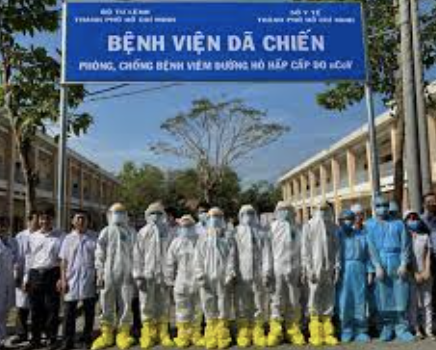 BỘ TƯ LỆNH
THÀNH PHỐ HỒ CHÍ MINH
SỞ Y TẾ
THÀNH PHỐ HỒ CHÍ MINH
BỆNH VIỆN DÃ CHIẾN
PHÒNG, CHỐNG BỆNH VIÊM ĐƯỜNG HÔ HẤP CẤP DO nCoV